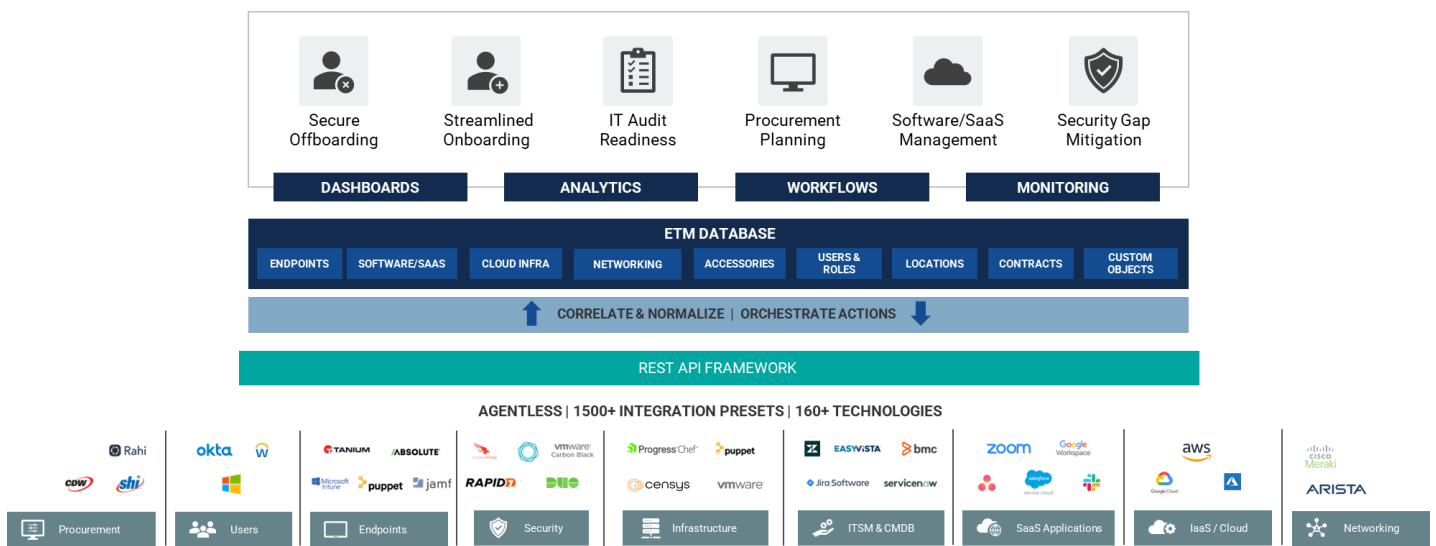 Secure
Offboarding
Streamlined
Onboarding
IT Audit
Readiness
Procurement
Planning
Software/SaaS
Management
Security Gap
Mitigation
DASHBOARDS
ANALYTICS
WORKFLOWS
MONITORING
ETM DATABASE
ENDPOINTS
SOFTWARE/SAAS
CLOUD INFRA
NETWORKING
ACCESSORIES
USERS &
ROLES
LOCATIONS
CONTRACTS
CUSTOM
OBJECTS
CORRELATE & NORMALIZE | ORCHESTRATE ACTIONS
REST API FRAMEWORK
AGENTLESS | 1500+ INTEGRATION PRESETS | 160+ TECHNOLOGIES
Rahi
CDW
shi
Procurement
okta
Users
TANIUM
ABSOLUTE
Microsoft
Intune
puppet
jamf
Endpoints
vmware
Carbon Black
RAPID7
DUO
Security
Progress Chef
puppet
censys
vmware
Infrastructure
EASYVISTA
bmc
Jira Software
servicenow
ITSM & CMDB
zoom
Google
Workspace
salesforce
service cloud
SaaS Applications
aws
Google Cloud
IaaS / Cloud
CISCO
Meraki
ARISTA
Networking